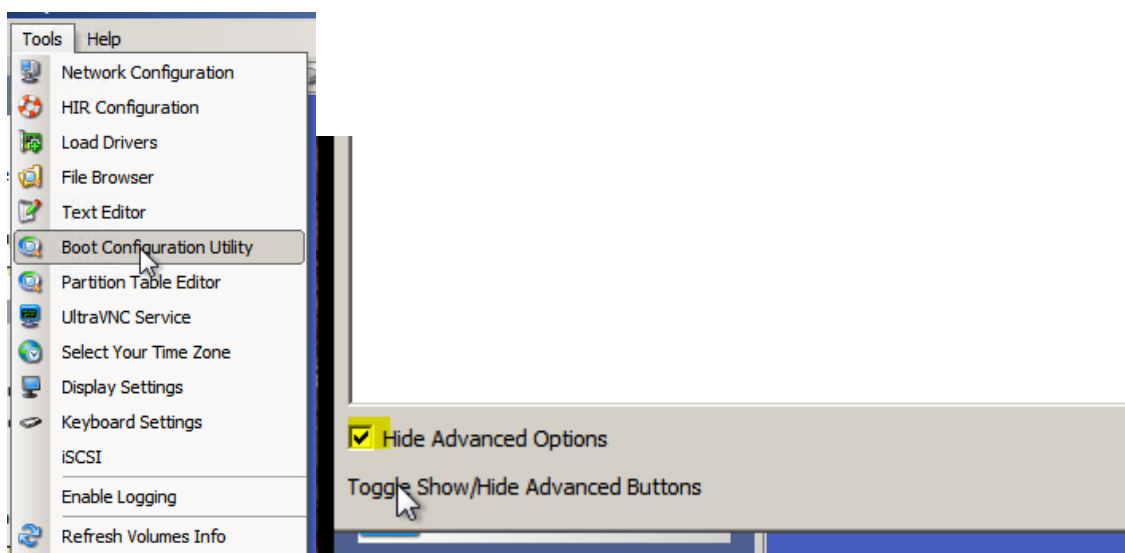 Tools Help
Network Configuration
HIR Configuration
Load Drivers
File Browser
Text Editor
Boot Configuration Utility
Partition Table Editor
UltraVNC Service
Select Your Time Zone
Display Settings
Keyboard Settings
iSCSI
Enable Logging
Refresh Volumes Info
Hide Advanced Options
Toggle Show/Hide Advanced Buttons